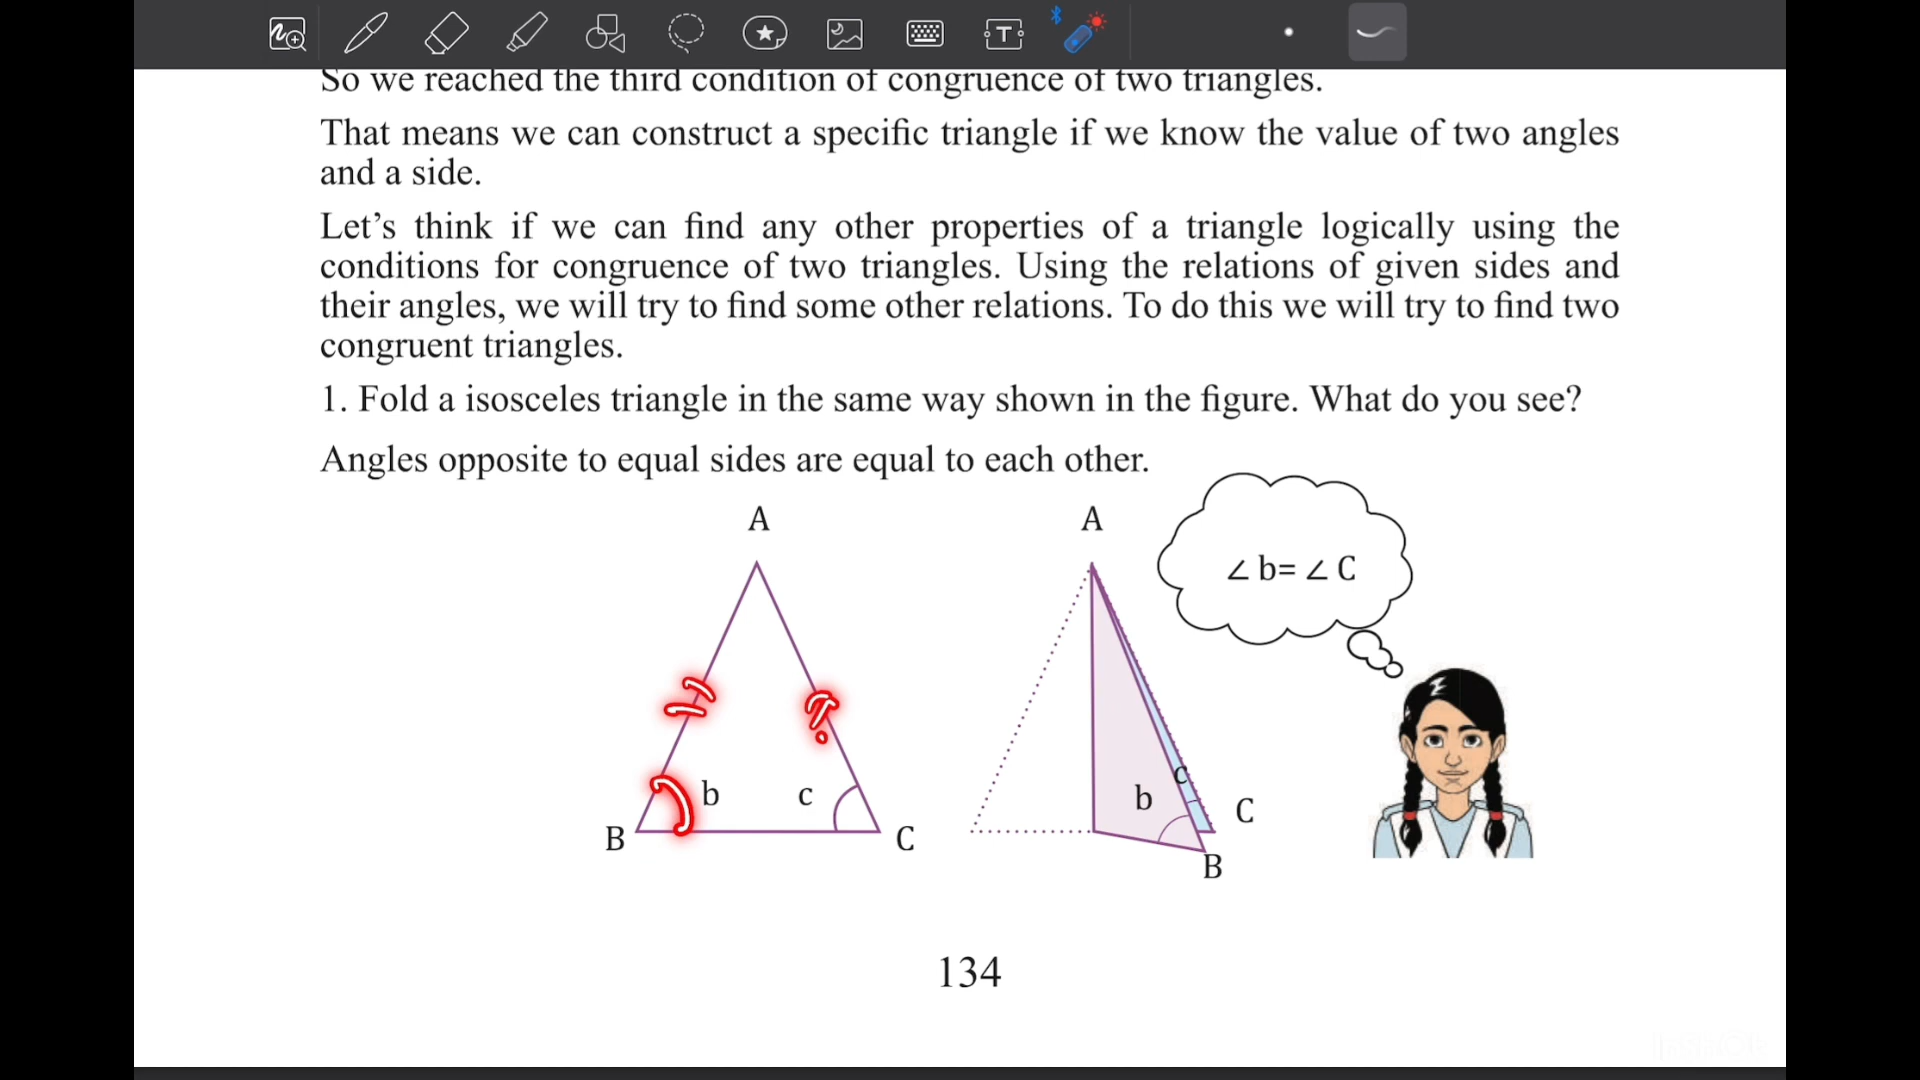 So we reached the third condition of congruence of two triangles.
That means we can construct a specific triangle if we know the value of two angles
and a side.
Let’s think if we can find any other properties of a triangle logically using the
conditions for congruence of two triangles. Using the relations of given sides and
their angles, we will try to find some other relations. To do this we will try to find two
congruent triangles.
1. Fold a isosceles triangle in the same way shown in the figure. What do you see?
Angles opposite to equal sides are equal to each other.
A
A
∠ b= ∠ C
b
c
B
C
c
b
C
B
134